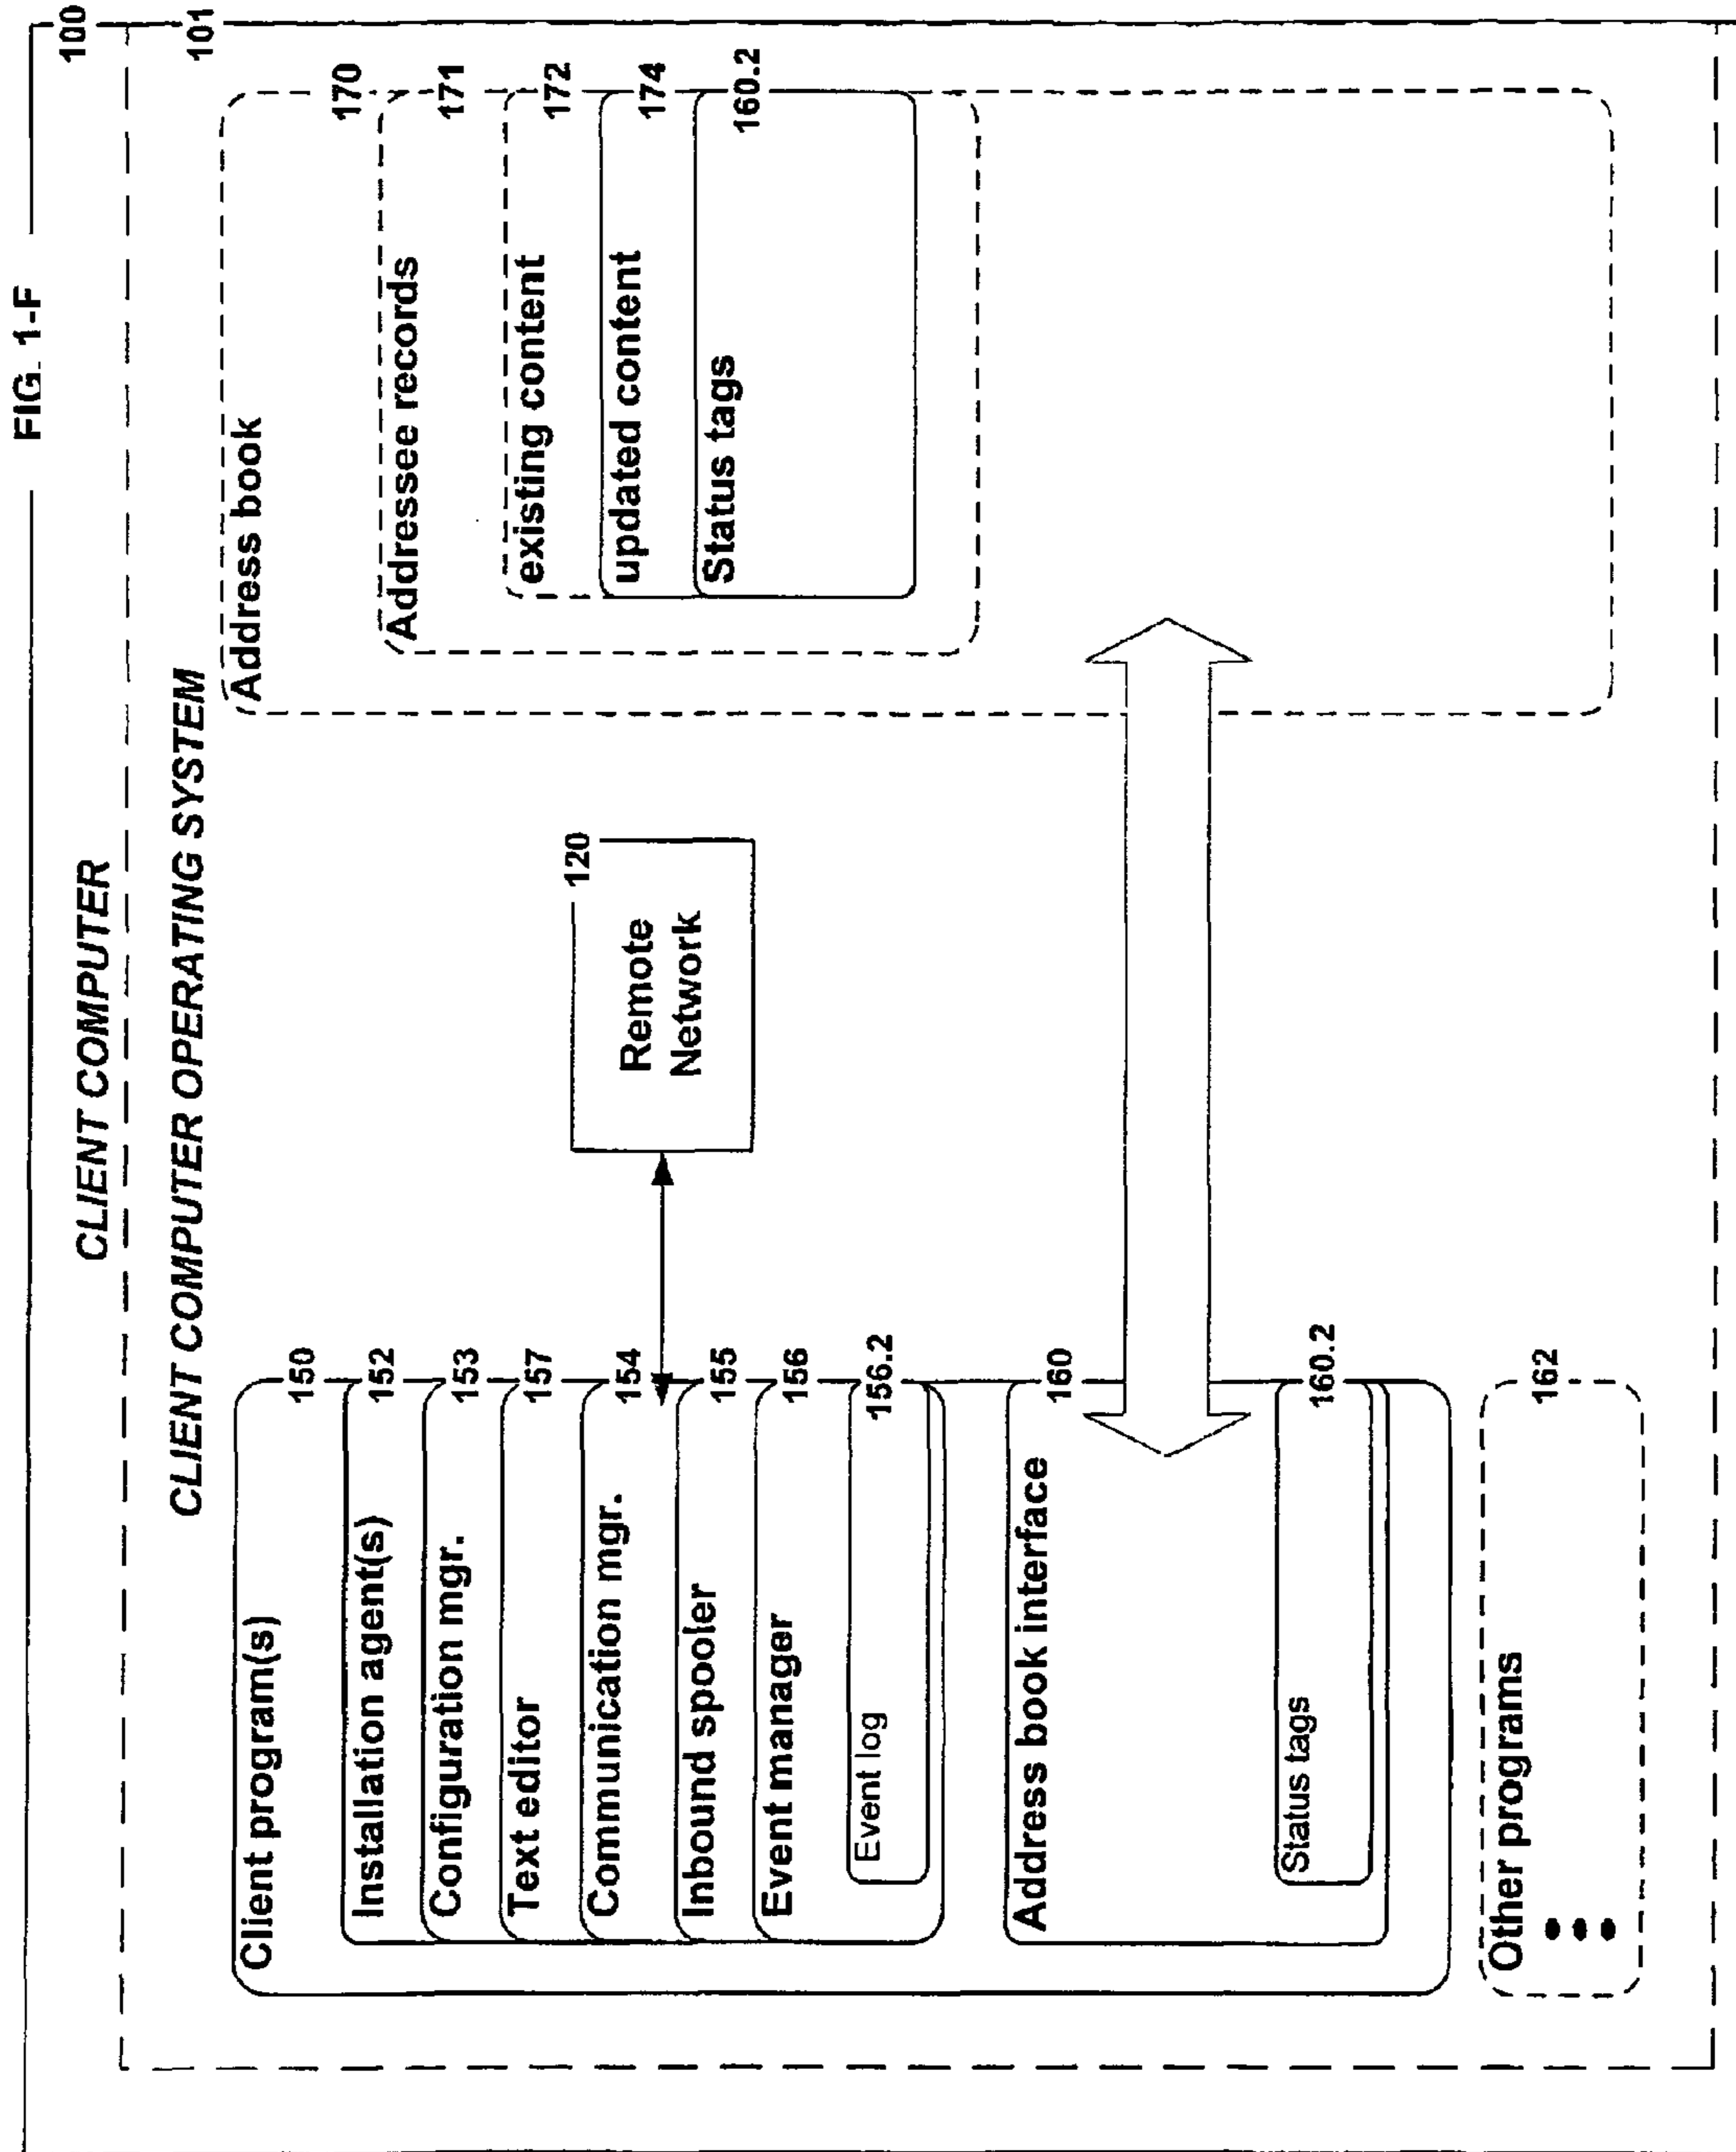 FIG. 1-F
100
CLIENT COMPUTER
101
CLIENT COMPUTER OPERATING SYSTEM
Client program(s)
150
Installation agent(s)
152
Configuration mgr.
153
Text editor
157
Communication mgr.
154
Inbound spooler
155
Event manager
156
Event log
156.2
Address book interface
160
Status tags
160.2
Other programs
162
120
Remote
Network
Address book
170
Addressee records
171
existing content
172
updated content
174
Status tags
160.2